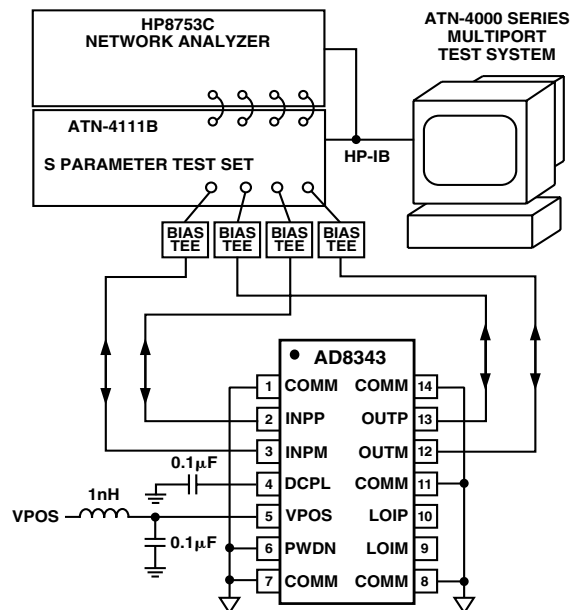 HP8753C
NETWORK ANALYZER
ATN-4000 SERIES
MULTIPORT
TEST SYSTEM
ATN-4111B
S PARAMETER TEST SET
HP-IB
BIAS
TEE
BIAS
TEE
BIAS
TEE
BIAS
TEE
AD8343
1 COMM COMM 14
2 INPP OUTP 13
3 INPM OUTM 12
0.1μF
4 DCPL COMM 11
1nH
VPOS
5 VPOS LOIP 10
0.1μF
6 PWDN LOIM 9
7 COMM COMM 8